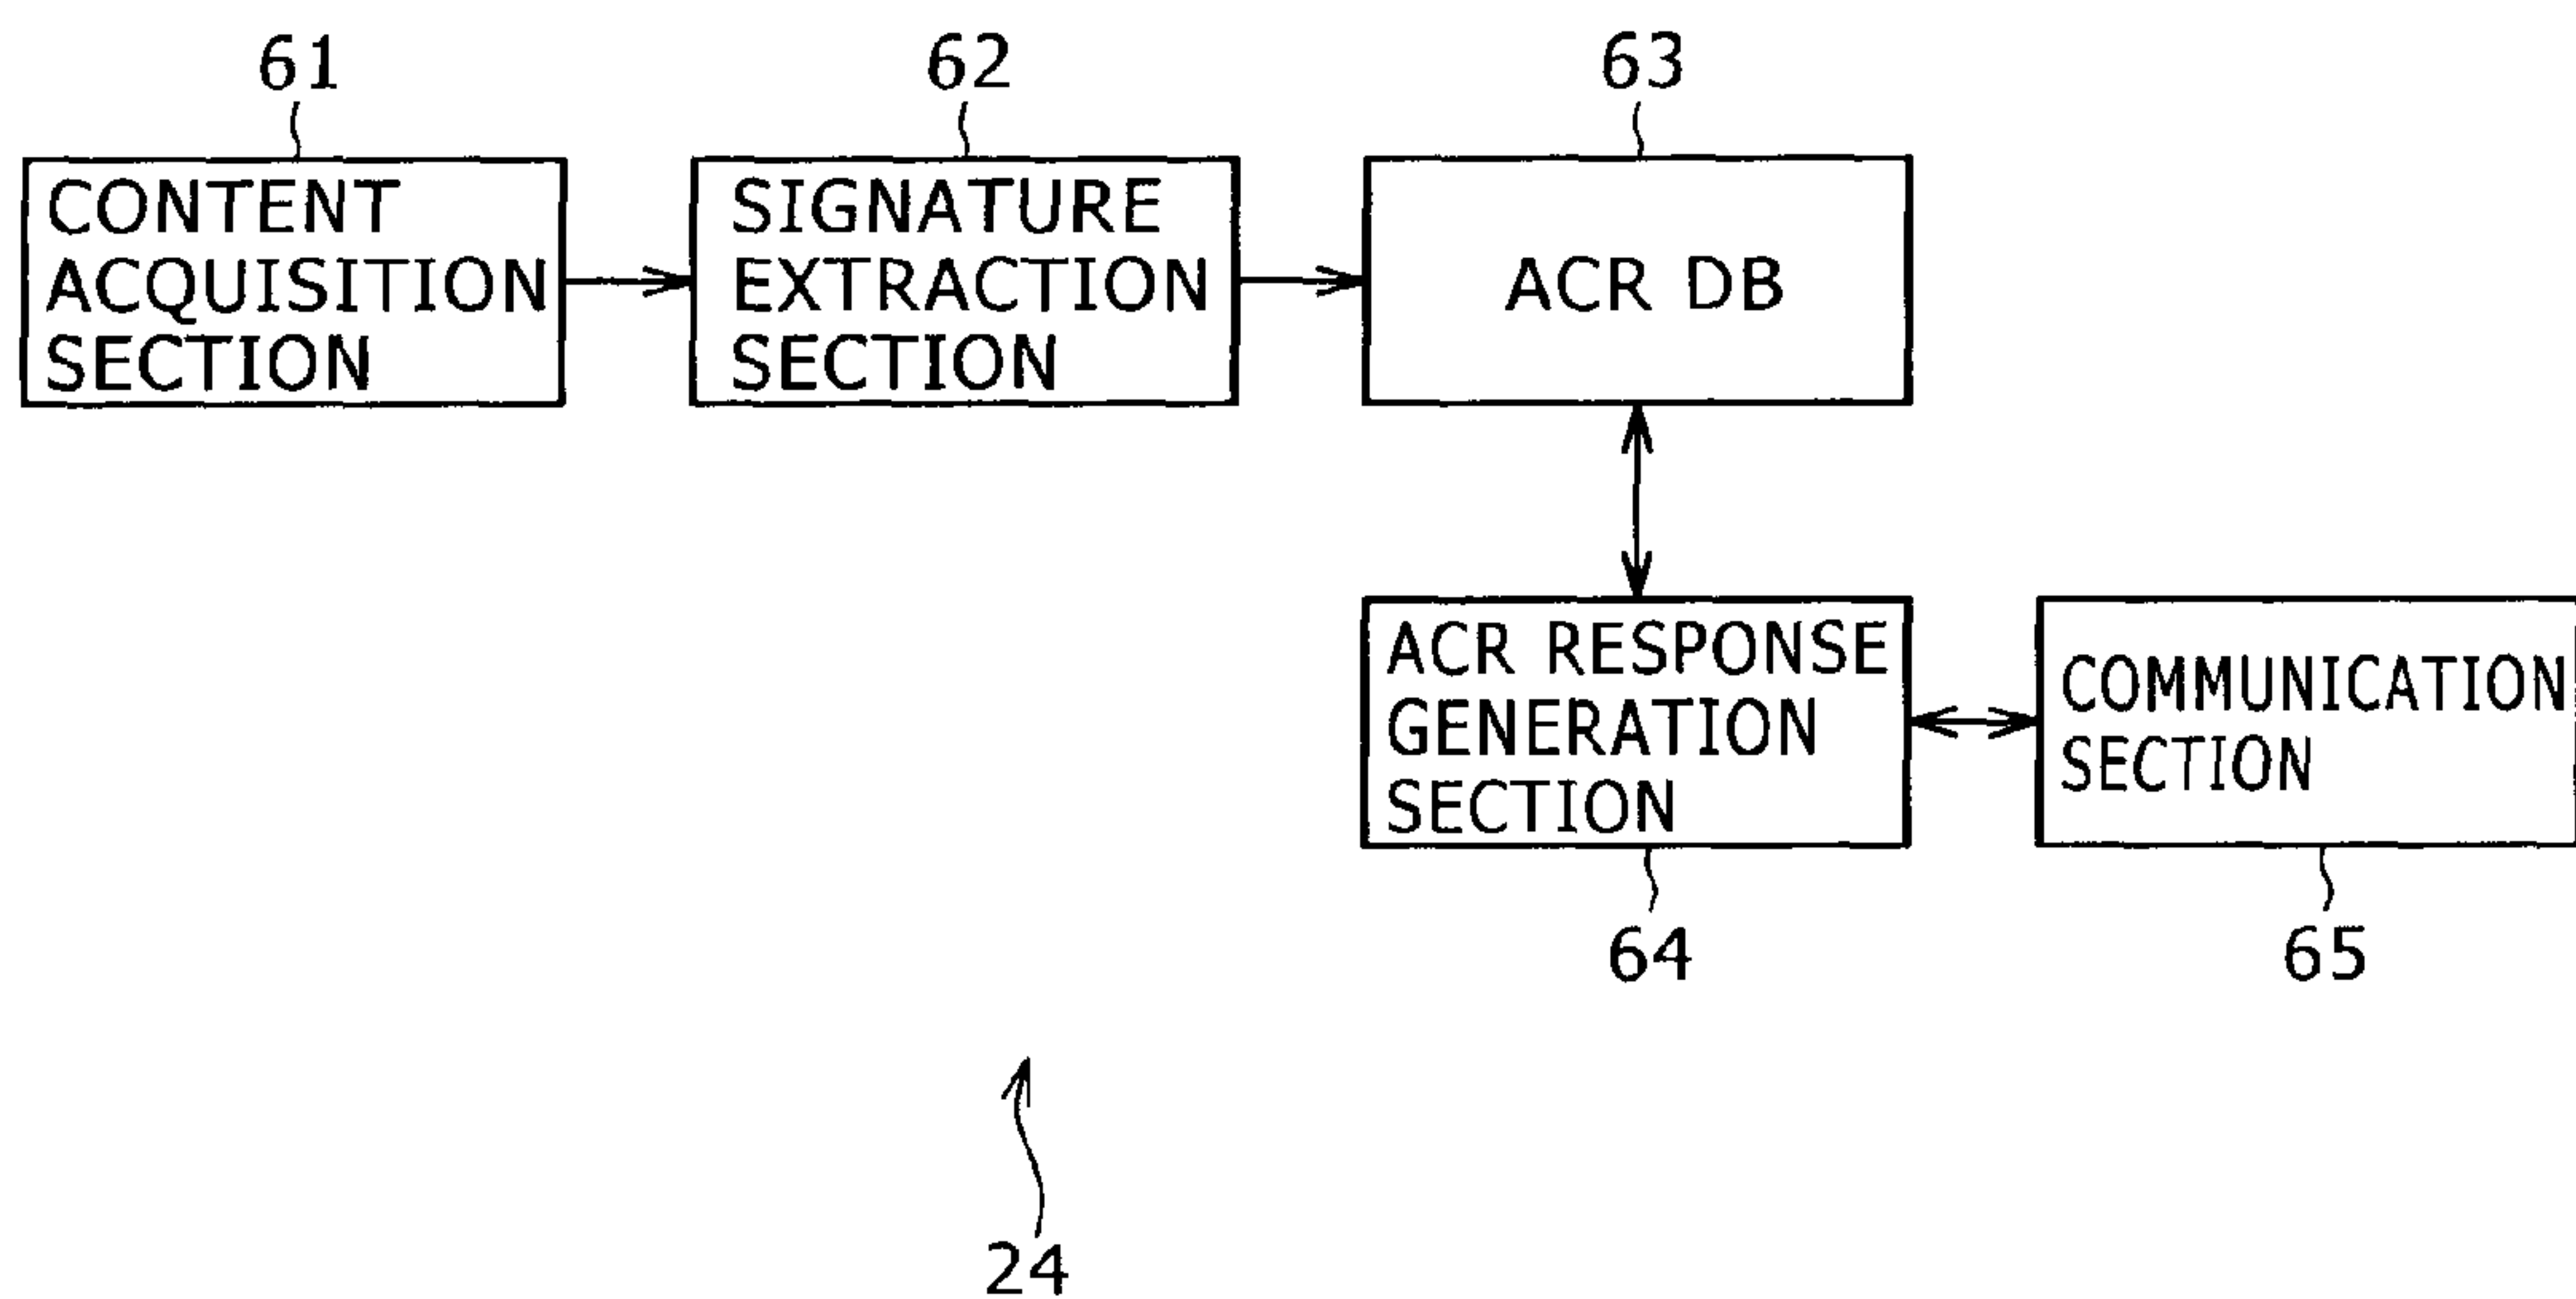 61
62
63
CONTENT
ACQUISITION
SECTION
SIGNATURE
EXTRACTION
SECTION
ACR DB
ACR RESPONSE
GENERATION
SECTION
COMMUNICATION
SECTION
64
65
24